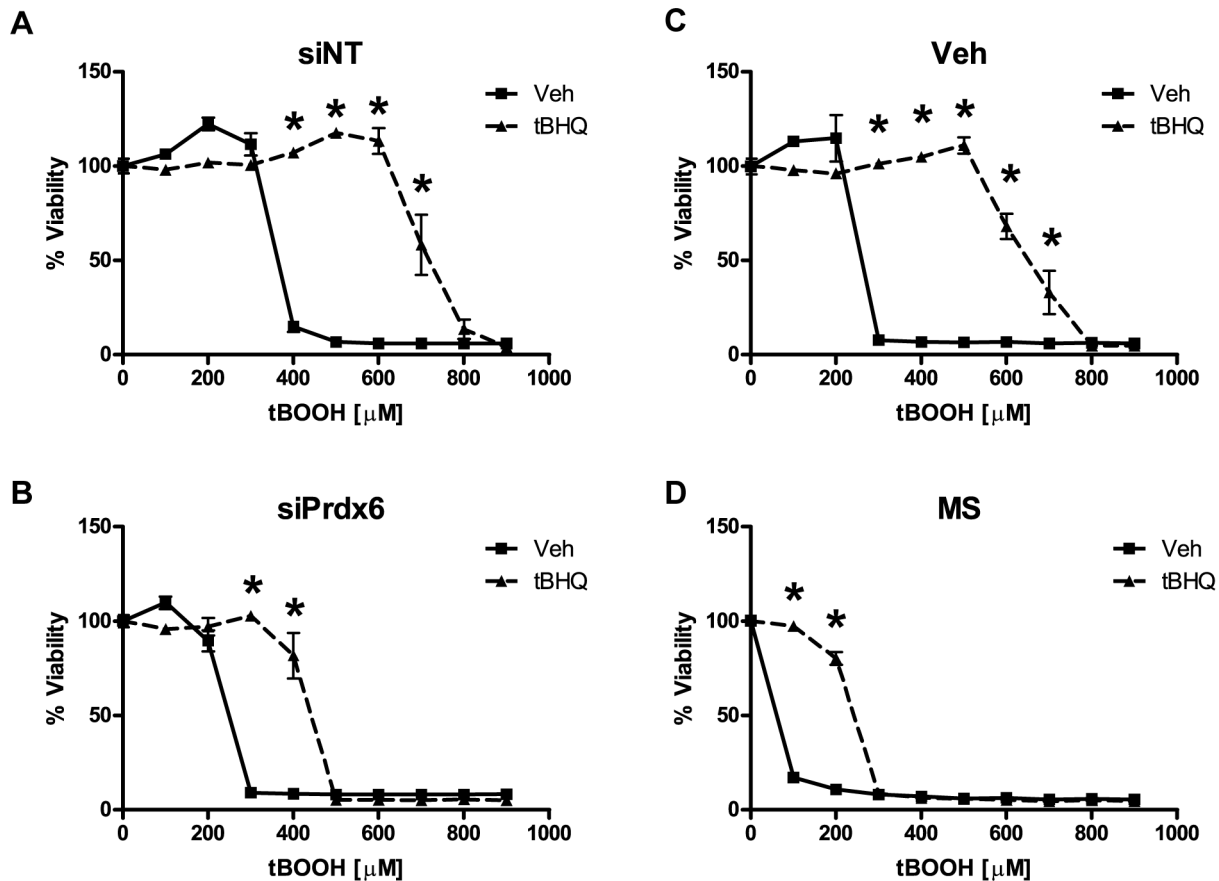 A
siNT
150
100
50
0
% Viability
* * * *
Veh
tBHQ
0 200 400 600 800 1000
tBOOH [μM]
C
Veh
150
100
50
0
% Viability
* * * * *
Veh
tBHQ
0 200 400 600 800 1000
tBOOH [μM]
B
siPrdx6
150
100
50
0
% Viability
* *
Veh
tBHQ
0 200 400 600 800 1000
tBOOH [μM]
D
MS
150
100
50
0
% Viability
* *
Veh
tBHQ
0 200 400 600 800 1000
tBOOH [μM]